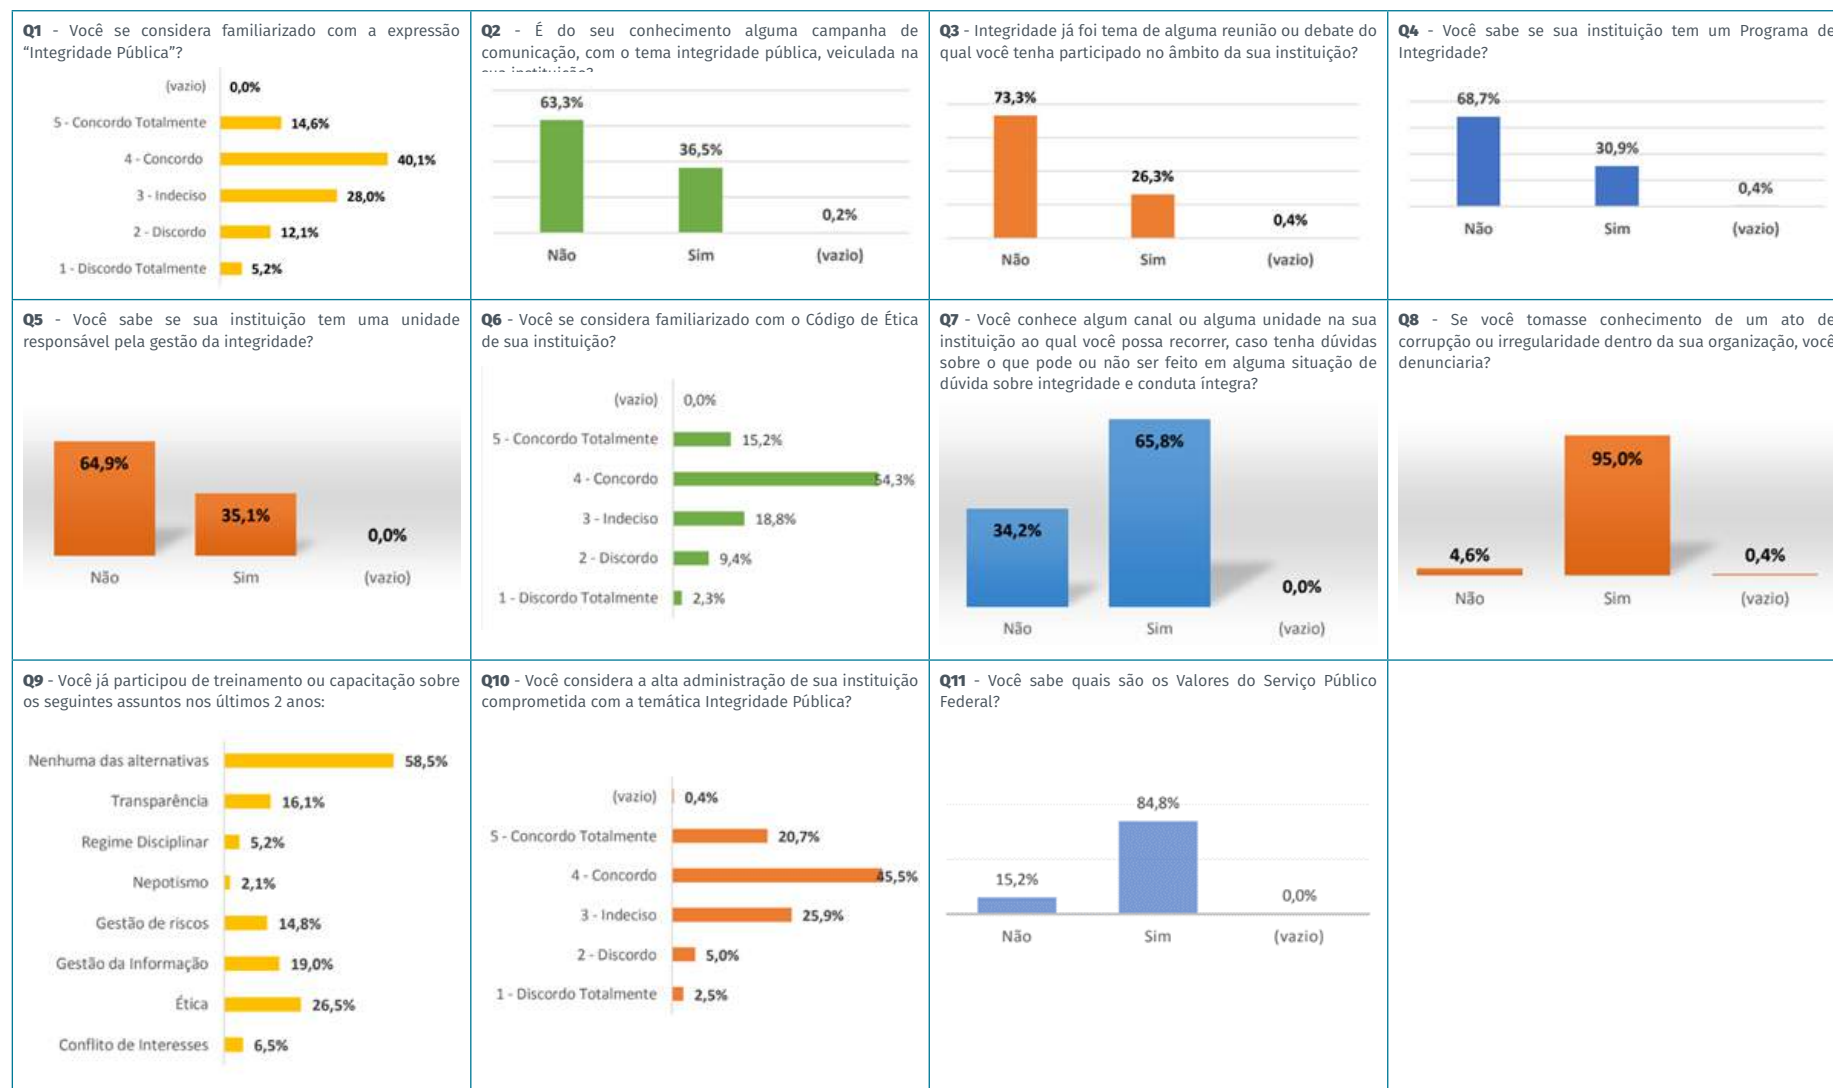 Q1 - Você se considera familiarizado com a expressão
“Integridade Pública”?
(vazio) 0,0%
5 - Concordo Totalmente 14,6%
4 - Concordo 40,1%
3 - Indeciso 28,0%
2 - Discordo 12,1%
1 - Discordo Totalmente 5,2%
Q2 - É do seu conhecimento alguma campanha de
comunicação, com o tema integridade pública, veiculada na
sua instituição?
63,3%
36,5%
0,2%
Não Sim (vazio)
Q3 - Integridade já foi tema de alguma reunião ou debate do
qual você tenha participado no âmbito da sua instituição?
73,3%
26,3%
0,4%
Não Sim (vazio)
Q4 - Você sabe se sua instituição tem um Programa de
Integridade?
68,7%
30,9%
0,4%
Não Sim (vazio)
Q5 - Você sabe se sua instituição tem uma unidade
responsável pela gestão da integridade?
64,9%
35,1%
0,0%
Não Sim (vazio)
Q6 - Você se considera familiarizado com o Código de Ética
de sua instituição?
(vazio) 0,0%
5 - Concordo Totalmente 15,2%
4 - Concordo 54,3%
3 - Indeciso 18,8%
2 - Discordo 9,4%
1 - Discordo Totalmente 2,3%
Q7 - Você conhece algum canal ou alguma unidade na sua
instituição ao qual você possa recorrer, caso tenha dúvidas
sobre o que pode ou não ser feito em alguma situação de
dúvida sobre integridade e conduta íntegra?
65,8%
34,2%
0,0%
Não Sim (vazio)
Q8 - Se você tomasse conhecimento de um ato de
corrupção ou irregularidade dentro da sua organização, você
denunciaria?
95,0%
4,6%
0,4%
Não Sim (vazio)
Q9 - Você já participou de treinamento ou capacitação sobre
os seguintes assuntos nos últimos 2 anos:
Nenhuma das alternativas 58,5%
Transparência 16,1%
Regime Disciplinar 5,2%
Nepotismo 2,1%
Gestão de riscos 14,8%
Gestão da Informação 19,0%
Ética 26,5%
Conflito de Interesses 6,5%
Q10 - Você considera a alta administração de sua instituição
comprometida com a temática Integridade Pública?
(vazio) 0,4%
5 - Concordo Totalmente 20,7%
4 - Concordo 45,5%
3 - Indeciso 25,9%
2 - Discordo 5,0%
1 - Discordo Totalmente 2,5%
Q11 - Você sabe quais são os Valores do Serviço Público
Federal?
84,8%
15,2%
0,0%
Não Sim (vazio)